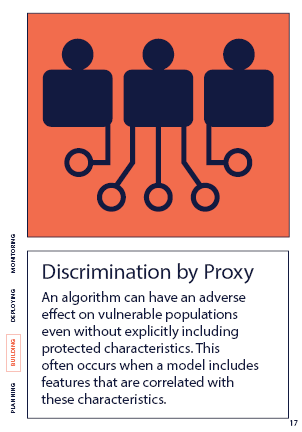 Discrimination by Proxy
An algorithm can have an adverse
effect on vulnerable populations
even without explicitly including
protected characteristics. This
often occurs when a model includes
features that are correlated with
these characteristics.
MONITORING
DEPLOYING
BUILDING
PLANNING
17